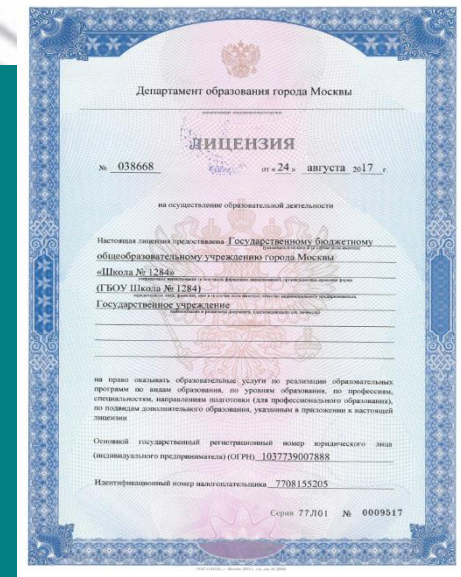 Департамент образования города Москвы
ЛИЦЕНЗИЯ
№ 038668 от « 24 » августа 2017 г
на осуществление образовательной деятельности
Настоящая лицензия предоставлена Государственному бюджетному
общеобразовательному учреждению города Москвы
«Школа № 1284»
(ГБОУ Школа № 1284)
Государственное учреждение
на право оказывать образовательные услуги по реализации образовательных
программ по видам образования, по уровням образования, по профессиям,
специальностям, направлениям подготовки (для профессионального образования),
по подвидам дополнительного образования, указанным в приложении к настоящей
лицензии
Основной государственный регистрационный номер юридического лица
(индивидуального предпринимателя) (ОГРН) 1037739007888
Идентификационный номер налогоплательщика 7708155205
Серия 77Л01 № 0009517